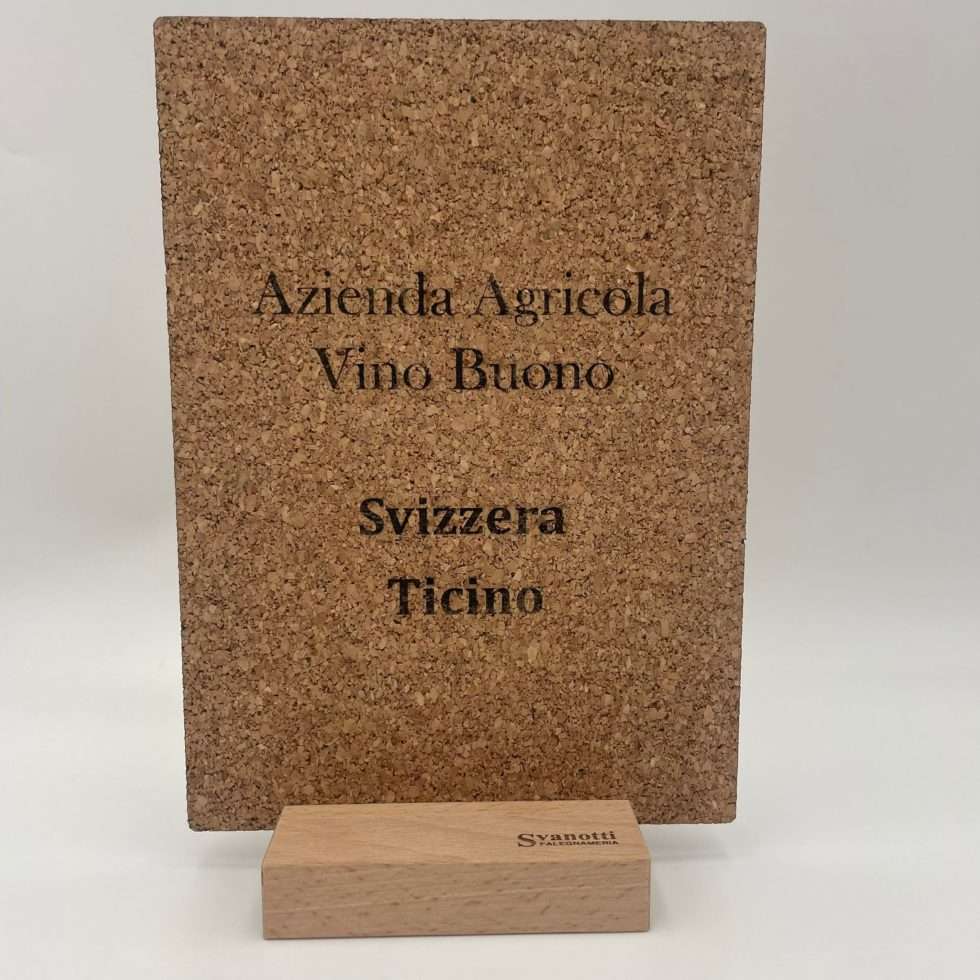 Azienda Agricola
Vino Buono
Svizzera
Ticino
Svanotti
FALEGNAMERIA